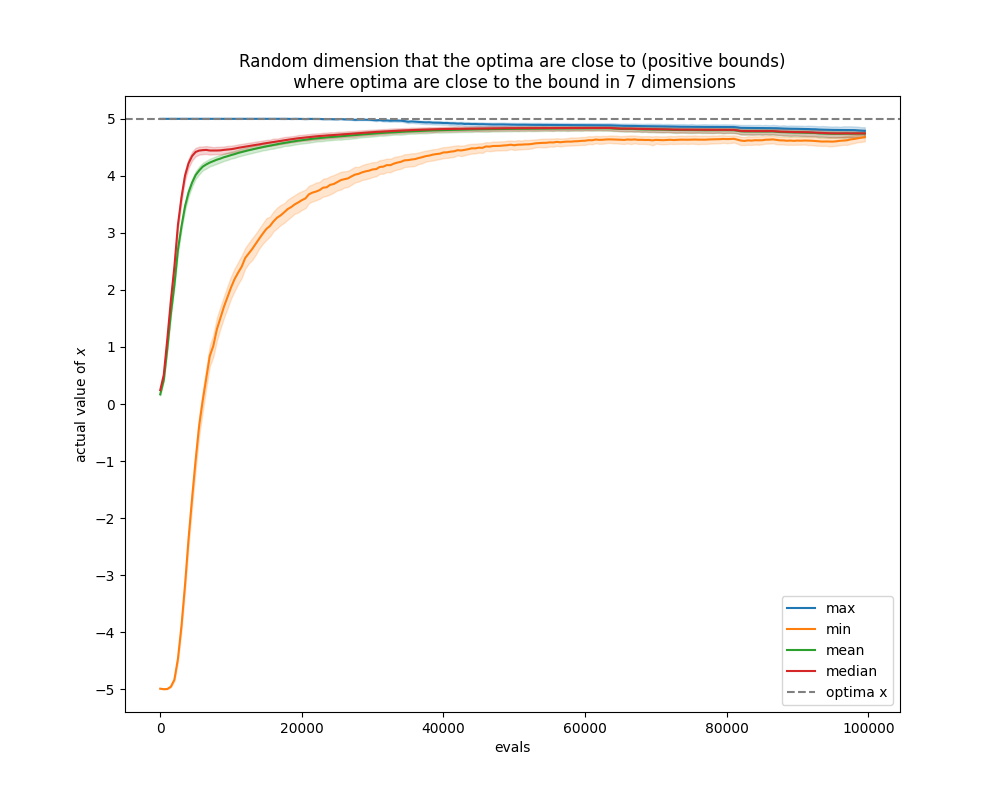 Random dimension that the optima are close to (positive bounds)
where optima are close to the bound in 7 dimensions
5
4
3
2
1
0
−1
−2
−3
−4
−5
actual value of x
0
20000
40000
60000
80000
100000
evals
max
min
mean
median
optima x